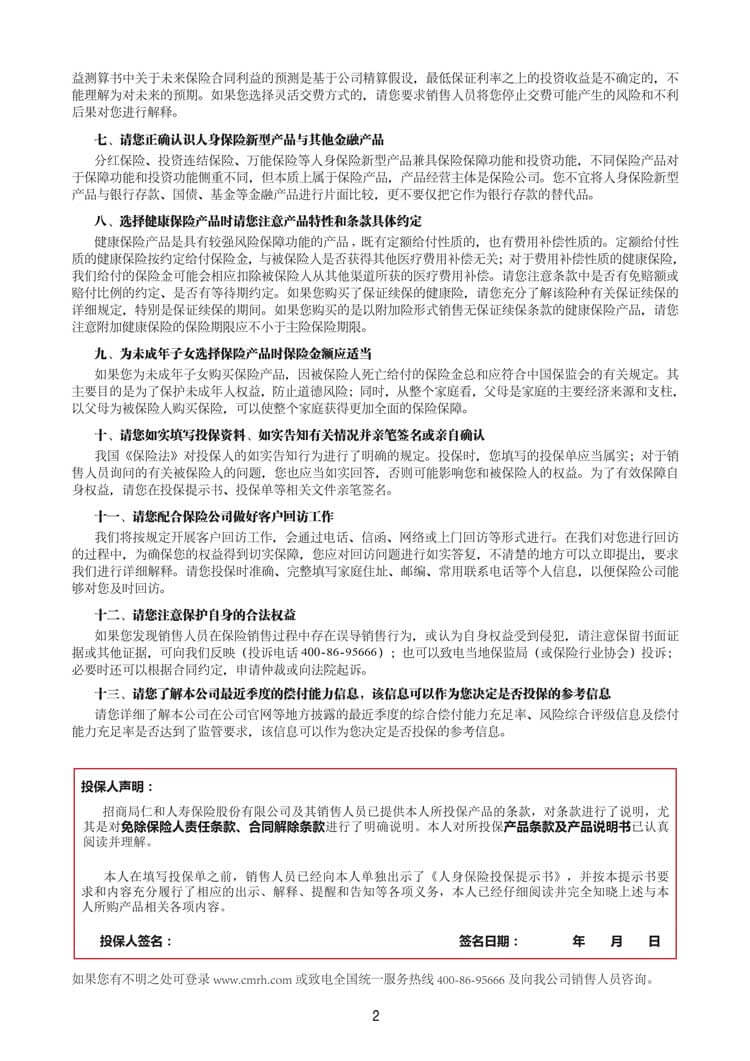 益测算书中关于未来保险合同利益的预测是基于公司精算假设，最低保证利率之上的投资收益是不确定的，不
能理解为对未来的预期。如果您选择灵活交费方式的，请您要求销售人员将您停止交费可能产生的风险和不利
后果对您进行解释。
七、请您正确认识人身保险新型产品与其他金融产品
分红保险、投资连结保险、万能保险等人身保险新型产品兼具保险保障功能和投资功能，不同保险产品对
于保障功能和投资功能侧重不同，但本质上属于保险产品，产品经营主体是保险公司。您不宜将人身保险新型
产品与银行存款、国债、基金等金融产品进行片面比较，更不要仅把它作为银行存款的替代品。
八、选择健康保险产品时请您注意产品特性和条款具体约定
健康保险产品是具有较强风险保障功能的产品，既有定额给付性质的，也有费用补偿性质的。定额给付性
质的健康保险按约定给付保险金，与被保险人是否获得其他医疗费用补偿无关；对于费用补偿性质的健康保险，
我们给付的保险金可能会相应扣除被保险人从其他渠道所获的医疗费用补偿。请您注意条款中是否有免赔额或
赔付比例的约定、是否有等待期约定。如果您购买了保证续保的健康险，请您充分了解该险种有关保证续保的
详细规定，特别是保证续保的期间。如果您购买的是以附加险形式销售无保证续保条款的健康保险产品，请您
注意附加健康保险的保险期限应不小于主险保险期限。
九、为未成年子女选择保险产品时保险金额应适当
如果您为未成年子女购买保险产品，因被保险人死亡给付的保险金总和应符合中国保监会的有关规定。其
主要目的是为了保护未成年人权益，防止道德风险；同时，从整个家庭看，父母是家庭的主要经济来源和支柱，
以父母为被保险人购买保险，可以使整个家庭获得更加全面的保险保障。
十、请您如实填写投保资料、如实告知有关情况并亲笔签名或亲自确认
我国《保险法》对投保人的如实告知行为进行了明确的规定。投保时，您填写的投保单应当属实；对于销
售人员询问的有关被保险人的问题，您也应当如实回答，否则可能影响您和被保险人的权益。为了有效保障自
身权益，请您在投保提示书、投保单等相关文件亲笔签名。
十一、请您配合保险公司做好客户回访工作
我们将按规定开展客户回访工作，会通过电话、信函、网络或上门回访等形式进行。在我们对您进行回访
的过程中，为确保您的权益得到切实保障，您应对回访问题进行如实答复，不清楚的地方可以立即提出，要求
我们进行详细解释。请您投保时准确、完整填写家庭住址、邮编、常用联系电话等个人信息，以便保险公司能
够对您及时回访。
十二、请您注意保护自身的合法权益
如果您发现销售人员在保险销售过程中存在误导销售行为，或认为自身权益受到侵犯，请注意保留书面证
据或其他证据，可向我们反映（投诉电话 400-86-95666）；也可以致电当地保监局（或保险行业协会）投诉；
必要时还可以根据合同约定，申请仲裁或向法院起诉。
十三、请您了解本公司最近季度的偿付能力信息，该信息可以作为您决定是否投保的参考信息
请您详细了解本公司在公司官网等地方披露的最近季度的综合偿付能力充足率、风险综合评级信息及偿付
能力充足率是否达到了监管要求，该信息可以作为您决定是否投保的参考信息。
投保人声明：
招商局仁和人寿保险股份有限公司及其销售人员已提供本人所投保产品的条款，对条款进行了说明，尤
其是对免除保险人责任条款、合同解除条款进行了明确说明。本人对所投保产品条款及产品说明书已认真
阅读并理解。
本人在填写投保单之前，销售人员已经向本人单独出示了《人身保险投保提示书》，并按本提示书要
求和内容充分履行了相应的出示、解释、提醒和告知等各项义务，本人已经仔细阅读并完全知晓上述与本
人所购产品相关各项内容。
投保人签名： 签名日期： 年 月 日
如果您有不明之处可登录 www.cmrh.com 或致电全国统一服务热线 400-86-95666 及向我公司销售人员咨询。
2